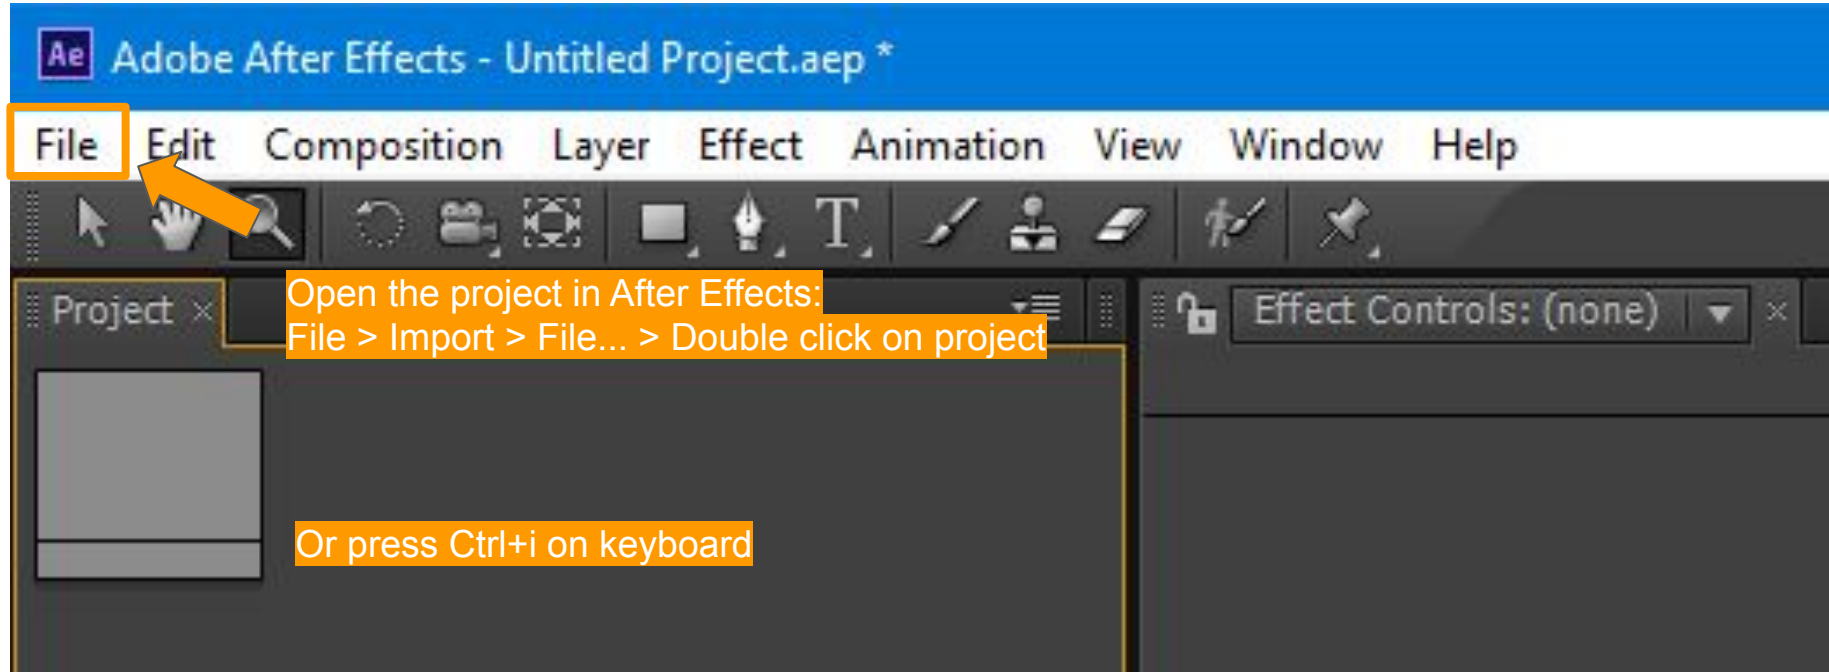 Ae Adobe After Effects - Untitled Project.aep *
File Edit Composition Layer Effect Animation View Window Help
T
Project ×
Open the project in After Effects:
File > Import > File... > Double click on project
Effect Controls: (none) ×
Or press Ctrl+i on keyboard